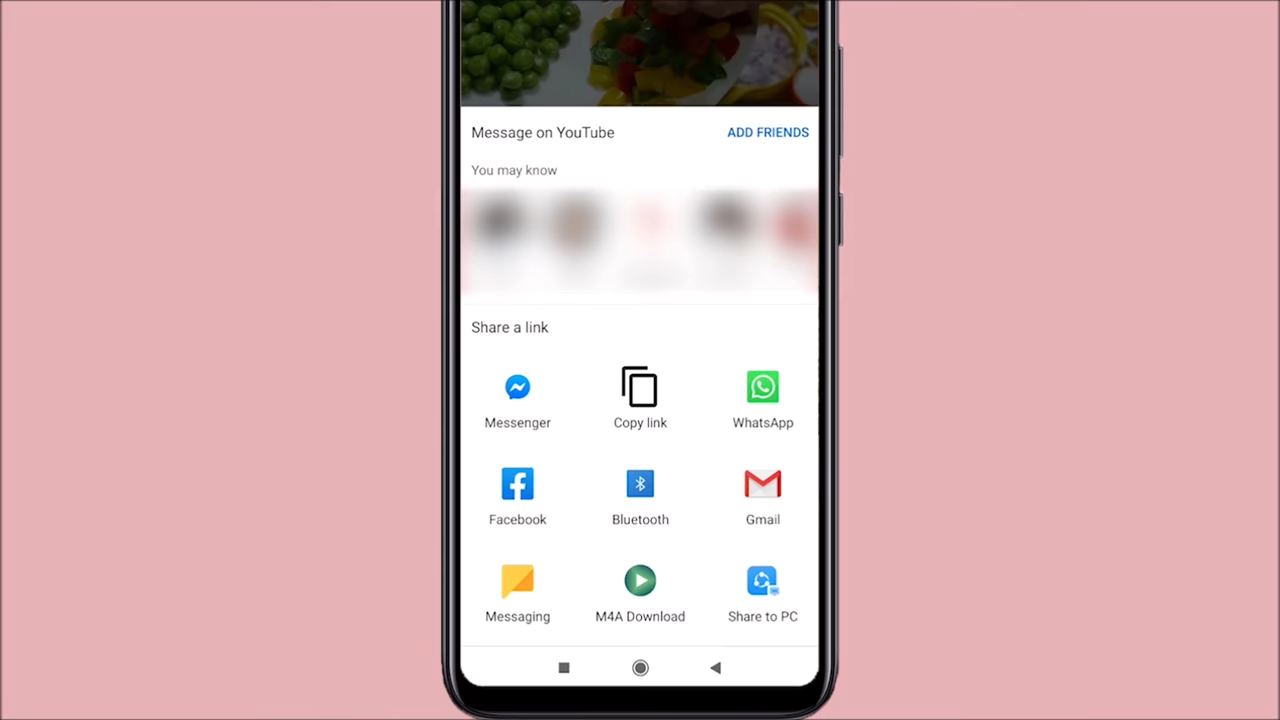 Message on YouTube
ADD FRIENDS
You may know
Share a link
Messenger
Copy link
WhatsApp
Facebook
Bluetooth
Gmail
Messaging
M4A Download
Share to PC